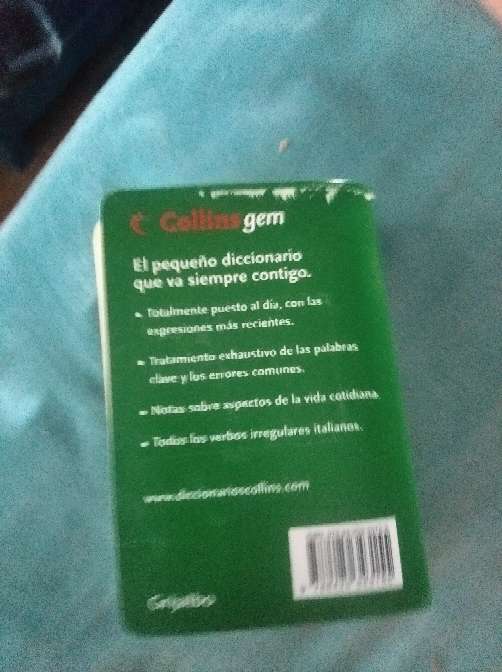 Collins gem
El pequeño diccionario
que va siempre contigo.
Totalmente puesto al día, con las
expresiones más recientes.
Tratamiento exhaustivo de las palabras
clave y los errores comunes.
Notas sobre aspectos de la vida cotidiana.
Todos los verbos irregulares italianos.
www.diccionarioscollins.com
Grijalbo